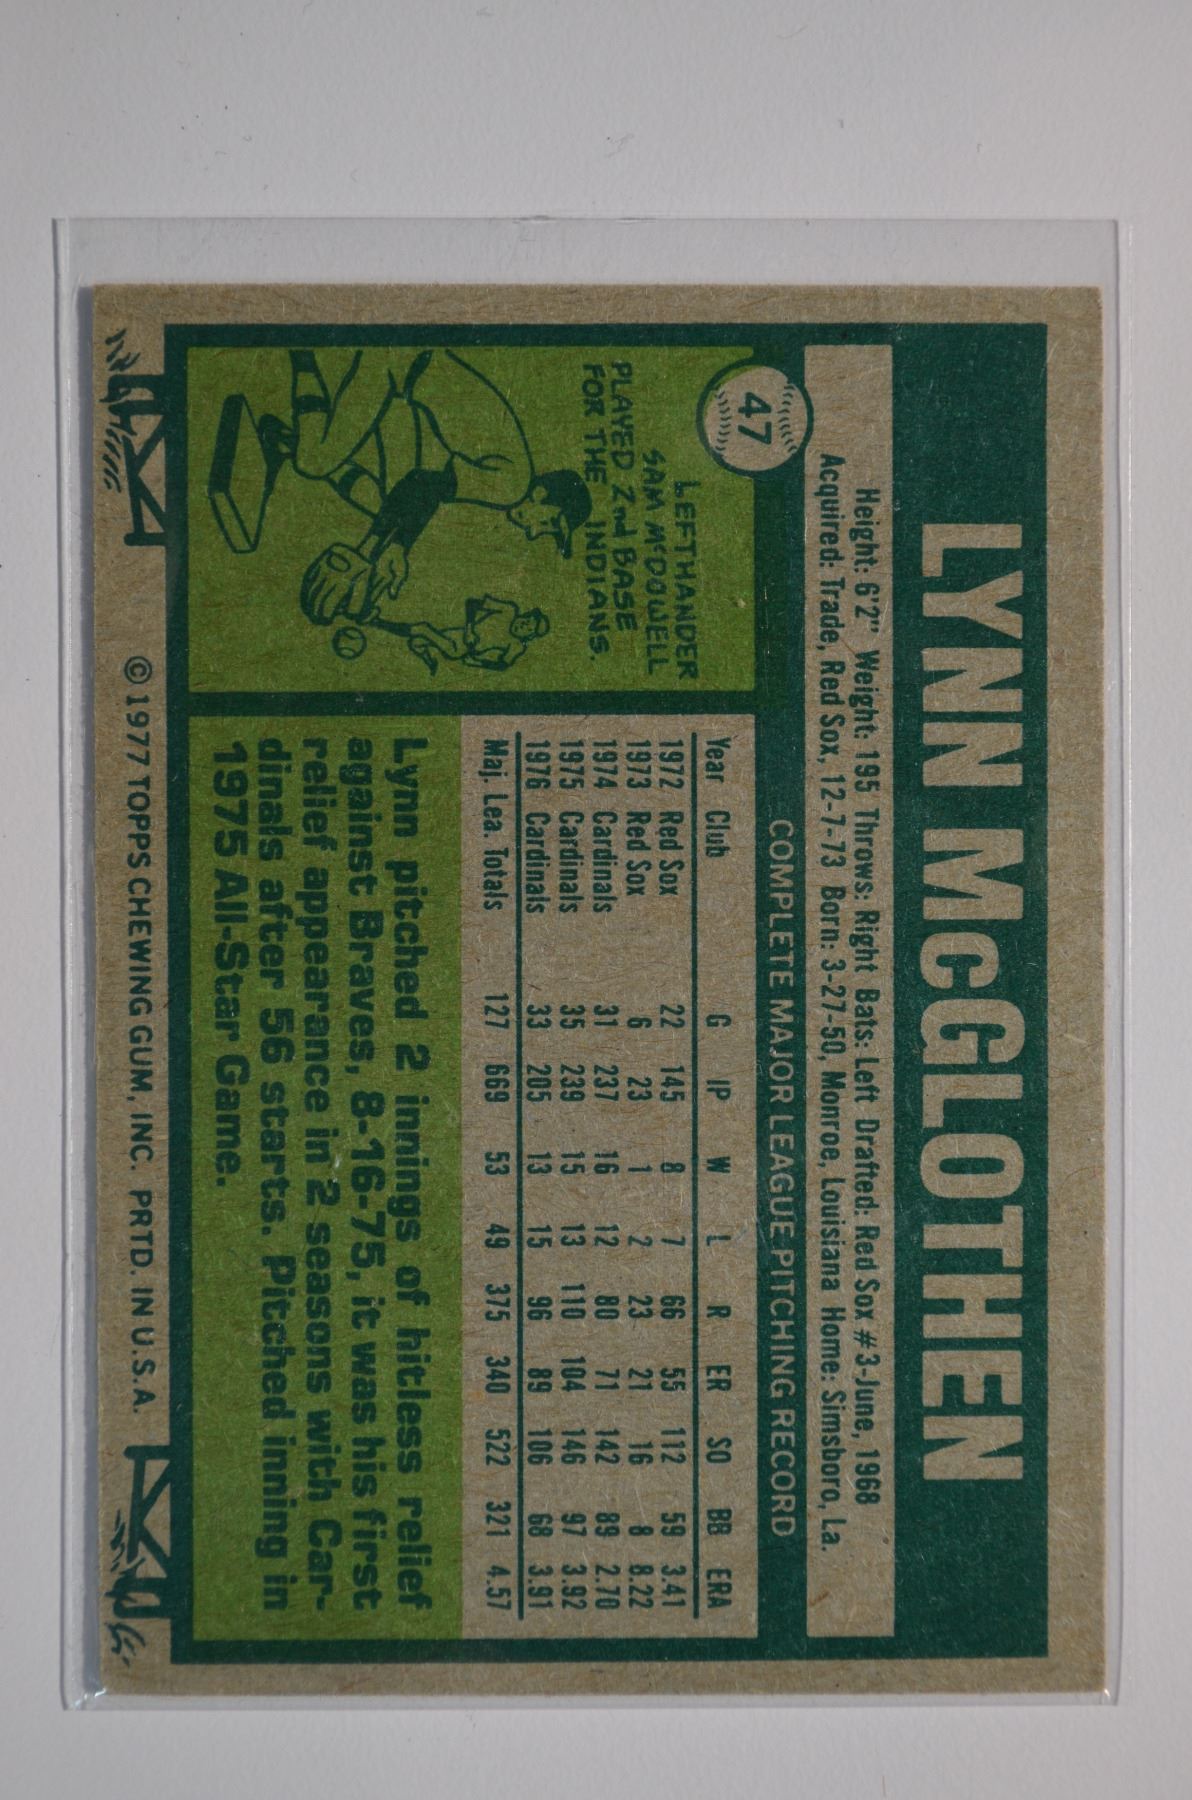 LYNN McGLOTHEN
Height: 6'2" Weight: 195 Throws: Right Bats: Left Drafted: Red Sox #3-June, 1968
Acquired: Trade, Red Sox, 12-7-73 Born: 3-27-50, Monroe, Louisiana Home: Simsboro, La.
47
COMPLETE MAJOR LEAGUE PITCHING RECORD
LEFTHANDER
SAM McDOWELL
PLAYED 2nd BASE
FOR THE INDIANS.
Year Club G IP W L R ER SO BB ERA
1972 Red Sox 22 145 8 7 66 55 112 59 3.41
1973 Red Sox 6 23 1 2 23 21 16 8 8.22
1974 Cardinals 31 237 16 12 80 71 142 89 2.70
1975 Cardinals 35 239 15 13 110 104 146 97 3.92
1976 Cardinals 33 205 13 15 96 89 106 68 3.91
Maj. Lea. Totals 127 669 53 49 375 340 522 321 4.57
Lynn pitched 2 innings of hitless relief
against Braves, 8-16-75, it was his first
relief appearance in 2 seasons with Car-
dinals after 56 starts. Pitched inning in
1975 All-Star Game.
© 1977 TOPPS CHEWING GUM, INC. PRTD. IN U.S.A.